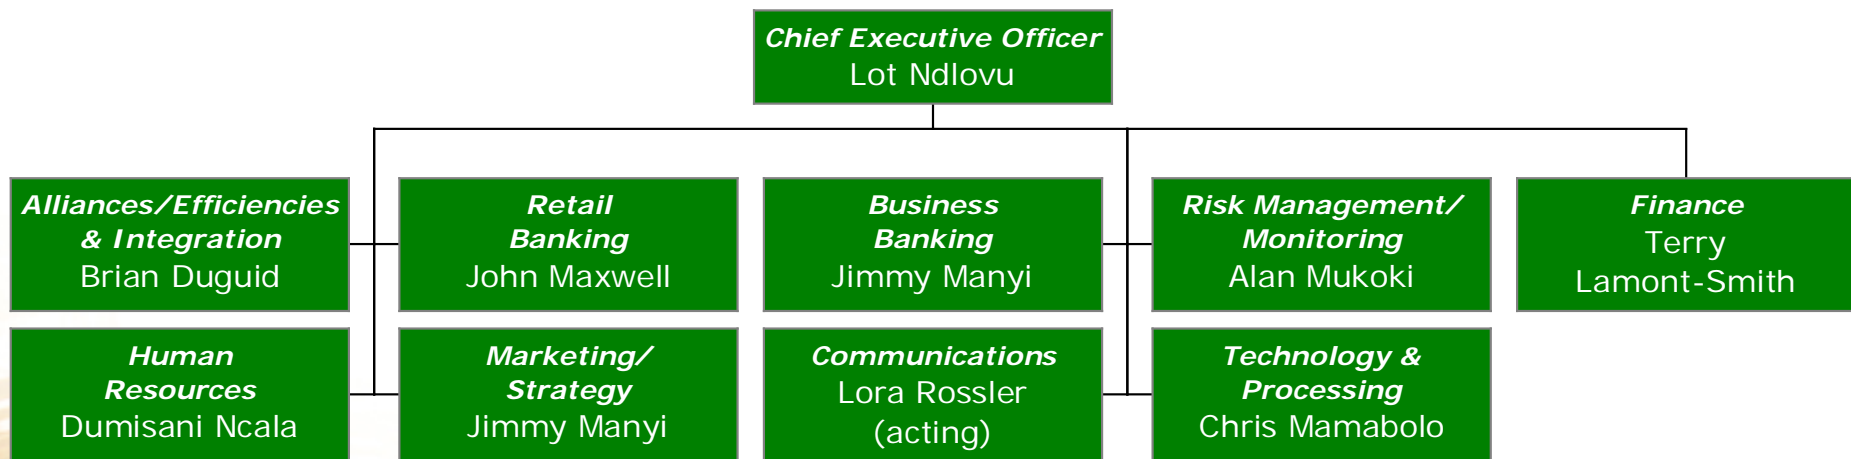 Chief Executive Officer
Lot Ndlovu
Alliances/Efficiencies
& Integration
Brian Duguid
Retail
Banking
John Maxwell
Business
Banking
Jimmy Manyi
Risk Management/
Monitoring
Alan Mukoki
Finance
Terry
Lamont-Smith
Human
Resources
Dumisani Ncala
Marketing/
Strategy
Jimmy Manyi
Communications
Lora Rossler
(acting)
Technology &
Processing
Chris Mamabolo